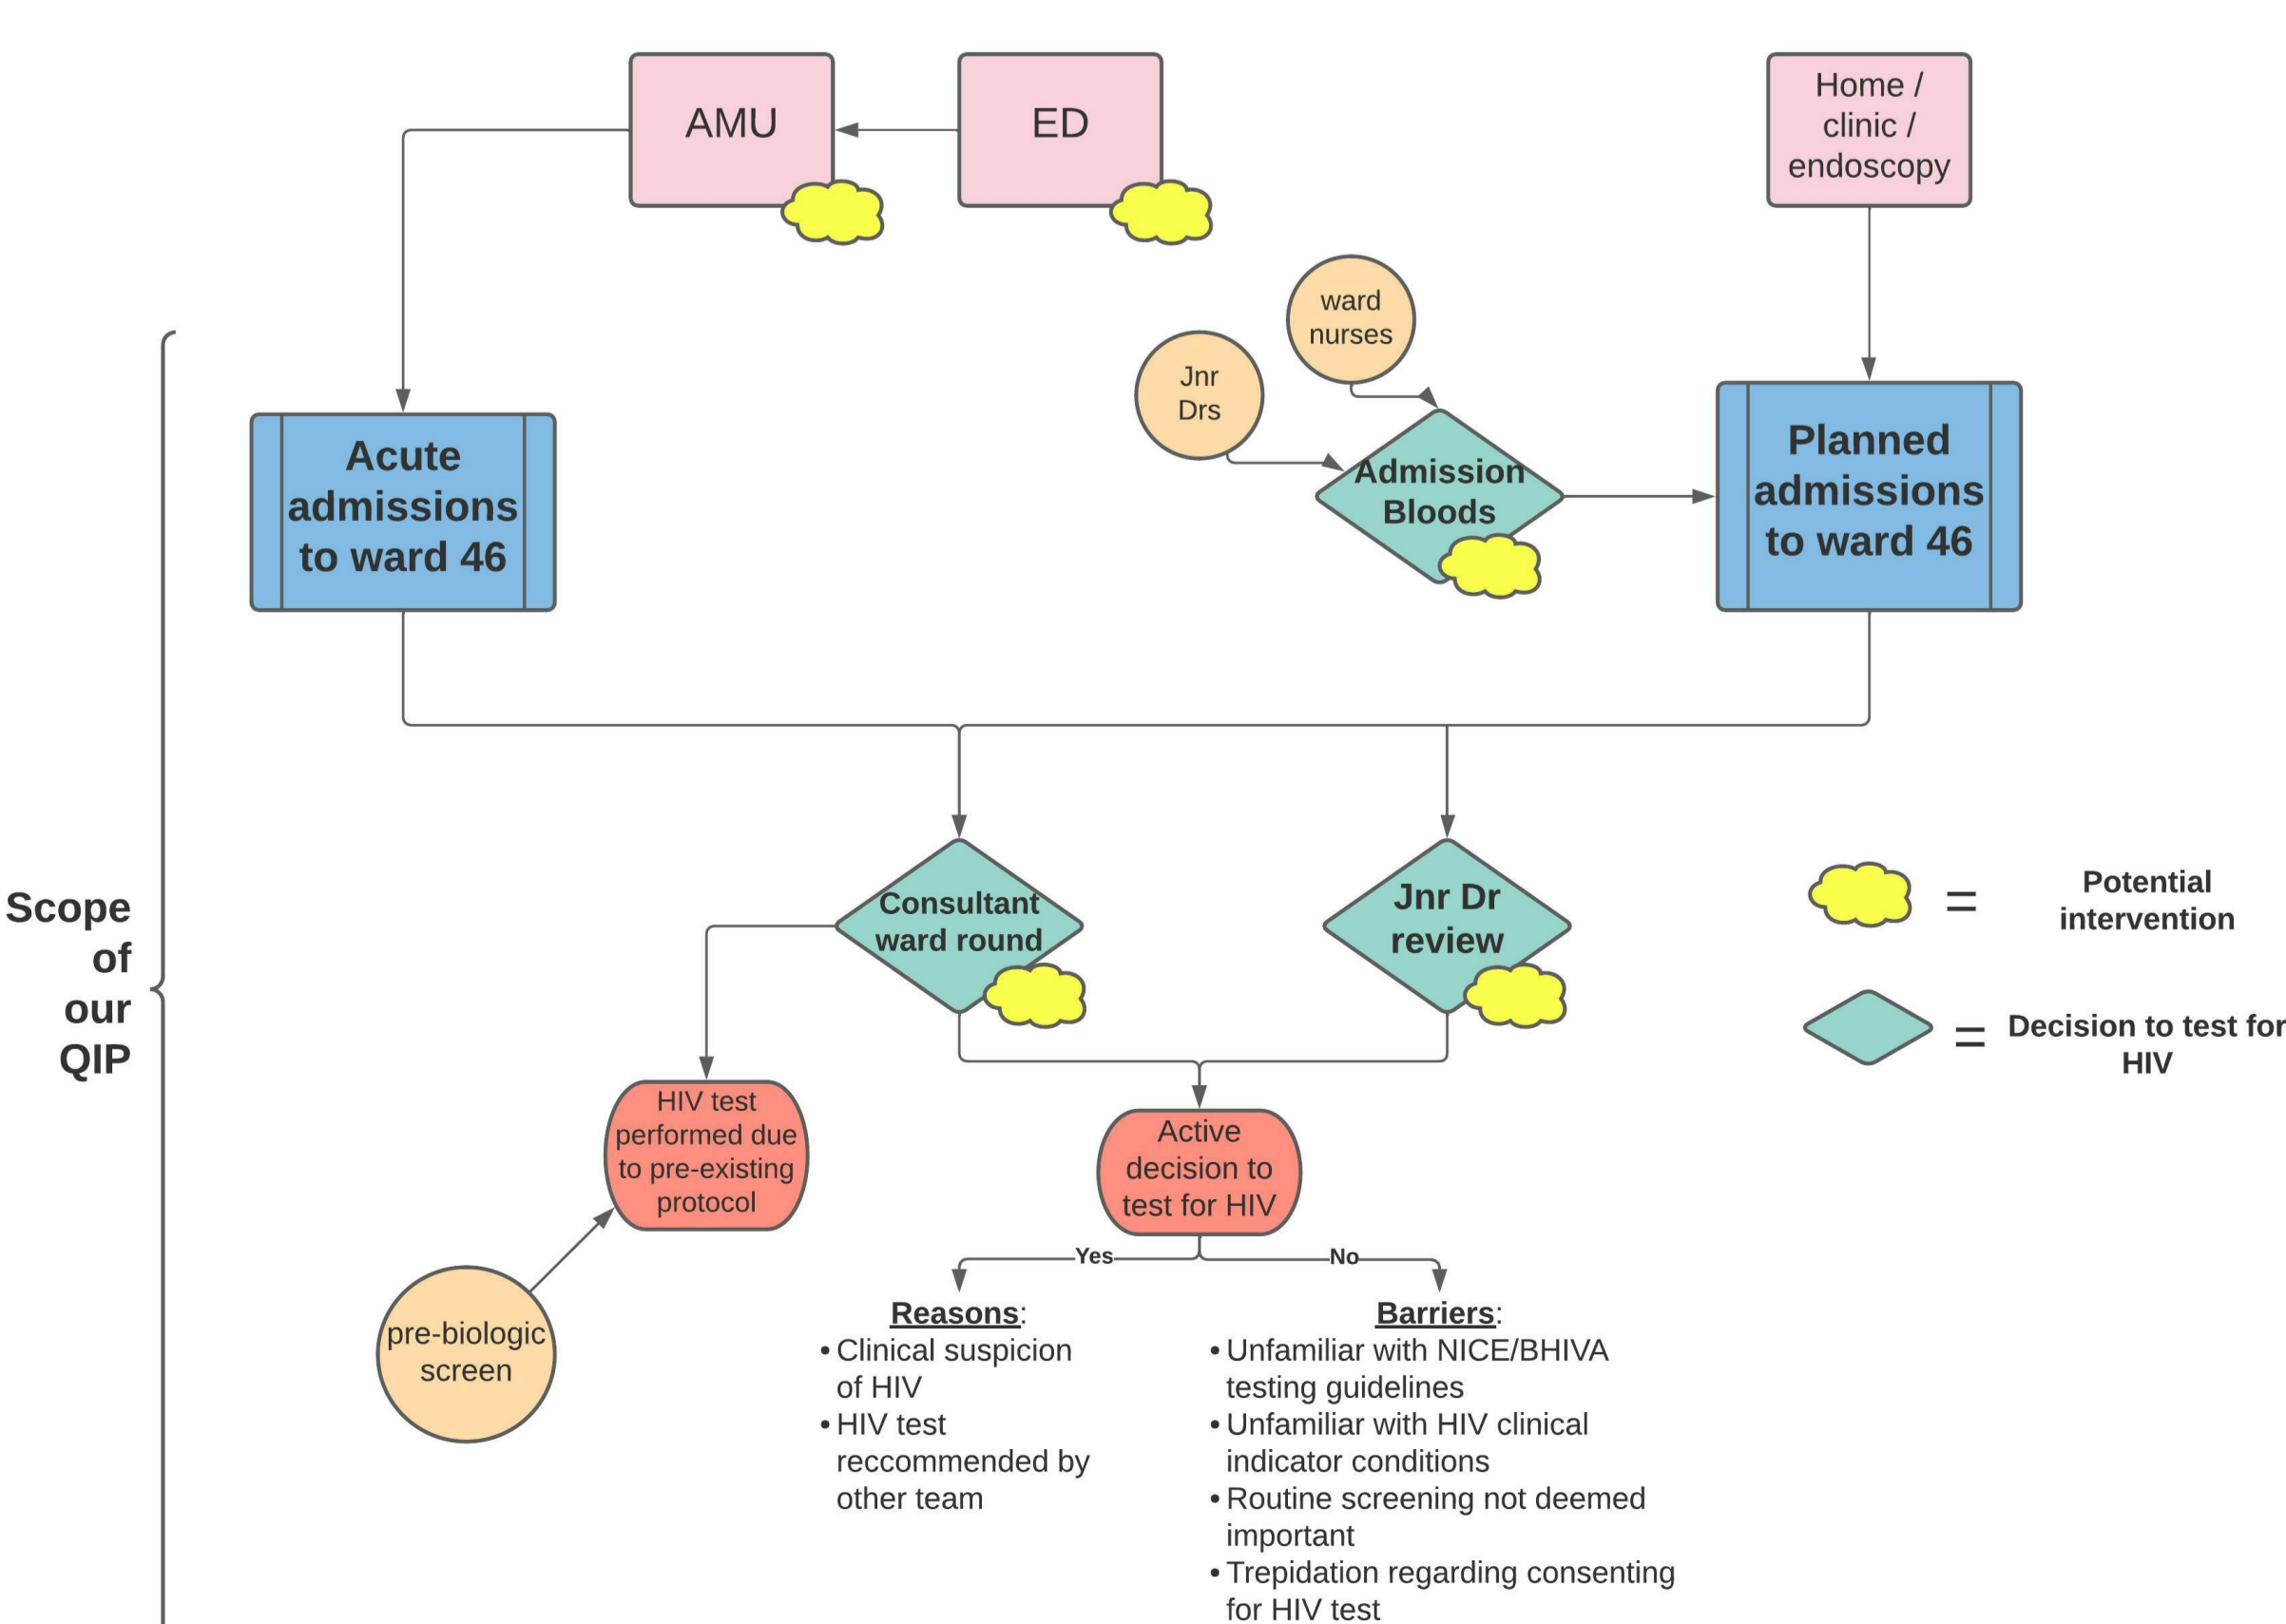 AMU
ED
Home /
clinic /
endoscopy
ward
nurses
Jnr
Drs
Acute
admissions
to ward 46
Admission
Bloods
Planned
admissions
to ward 46
Scope
of
our
QIP
Consultant
ward round
Jnr Dr
review
=
Potential
intervention
=
Decision to test for
HIV
HIV test
performed due
to pre-existing
protocol
Active
decision to
test for HIV
pre-biologic
screen
Yes
No
Reasons:
• Clinical suspicion
of HIV
• HIV test
reccommended by
other team
Barriers:
• Unfamiliar with NICE/BHIVA
testing guidelines
• Unfamiliar with HIV clinical
indicator conditions
• Routine screening not deemed
important
• Trepidation regarding consenting
for HIV test